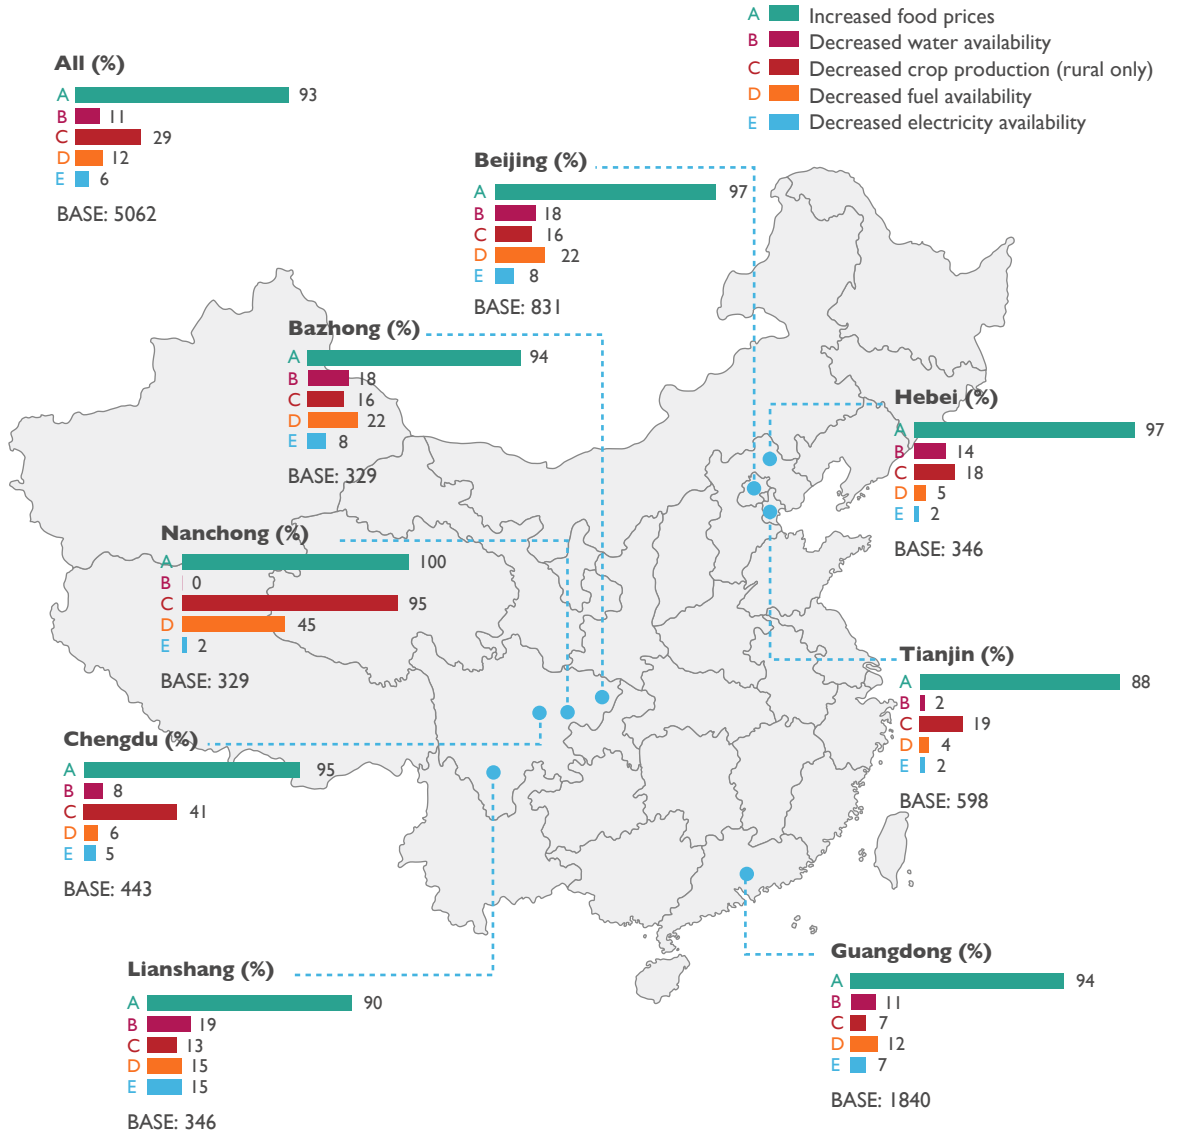 A Increased food prices
B Decreased water availability
C Decreased crop production (rural only)
D Decreased fuel availability
E Decreased electricity availability
All (%)
A 93
B 11
C 29
D 12
E 6
BASE: 5062
Beijing (%)
A 97
B 18
C 16
D 22
E 8
BASE: 831
Bazhong (%)
A 94
B 18
C 16
D 22
E 8
BASE: 329
Hebei (%)
A 97
B 14
C 18
D 5
E 2
BASE: 346
Nanchong (%)
A 100
B 0
C 95
D 45
E 2
BASE: 329
Tianjin (%)
A 88
B 2
C 19
D 4
E 2
BASE: 598
Chengdu (%)
A 95
B 8
C 41
D 6
E 5
BASE: 443
Lianshang (%)
A 90
B 19
C 13
D 15
E 15
BASE: 346
Guangdong (%)
A 94
B 11
C 7
D 12
E 7
BASE: 1840